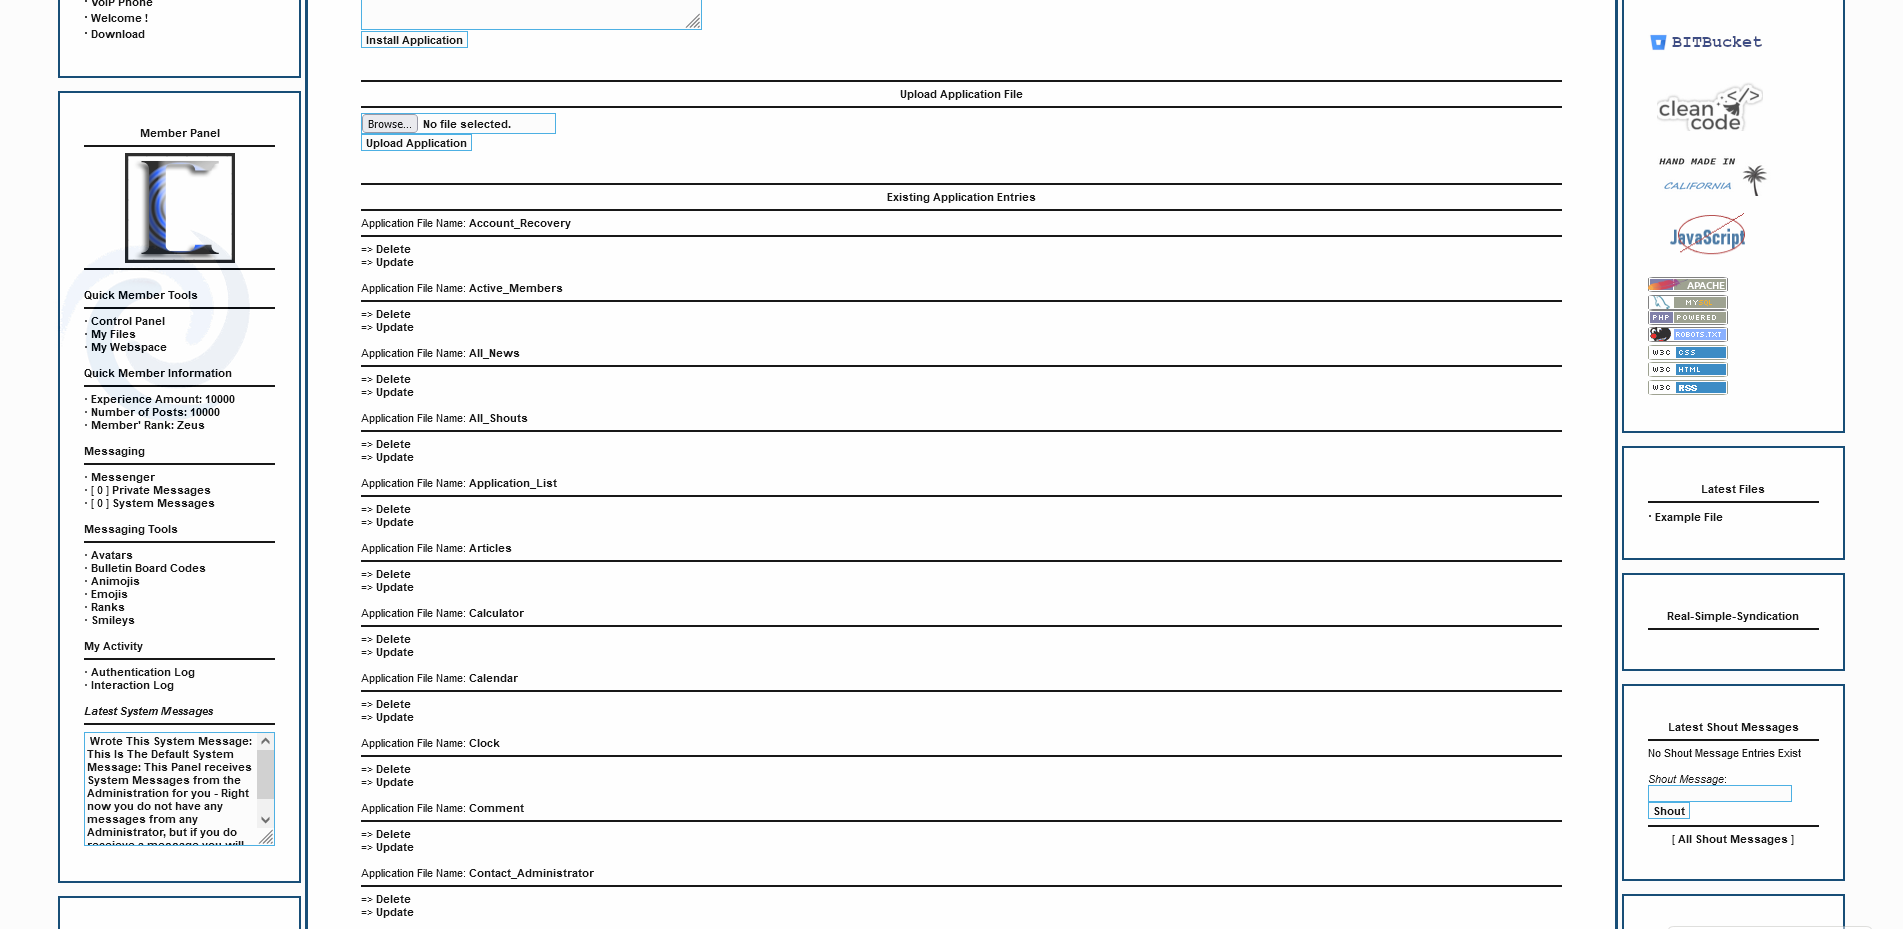 · VoIP Phone
· Welcome !
· Download
Member Panel
Quick Member Tools
· Control Panel
· My Files
· My Webspace
Quick Member Information
· Experience Amount: 10000
· Number of Posts: 10000
· Member' Rank: Zeus
Messaging
· Messenger
· [ 0 ] Private Messages
· [ 0 ] System Messages
Messaging Tools
· Avatars
· Bulletin Board Codes
· Animojis
· Emojis
· Ranks
· Smileys
My Activity
· Authentication Log
· Interaction Log
Latest System Messages
Wrote This System Message:
This Is The Default System
Message: This Panel receives
System Messages from the
Administration for you - Right
now you do not have any
messages from any
Administrator, but if you do
Install Application
Upload Application File
Browse... No file selected.
Upload Application
Existing Application Entries
Application File Name: Account_Recovery
=> Delete
=> Update
Application File Name: Active_Members
=> Delete
=> Update
Application File Name: All_News
=> Delete
=> Update
Application File Name: All_Shouts
=> Delete
=> Update
Application File Name: Application_List
=> Delete
=> Update
Application File Name: Articles
=> Delete
=> Update
Application File Name: Calculator
=> Delete
=> Update
Application File Name: Calendar
=> Delete
=> Update
Application File Name: Clock
=> Delete
=> Update
Application File Name: Comment
=> Delete
=> Update
Application File Name: Contact_Administrator
=> Delete
=> Update
BITBucket
clean </>
code
HAND MADE IN
CALIFORNIA
JavaScript
APACHE
MYSQL
PHP POWERED
ROBOTS.TXT
W3C CSS
W3C HTML
W3C RSS
Latest Files
· Example File
Real-Simple-Syndication
Latest Shout Messages
No Shout Message Entries Exist
Shout Message:
Shout
[ All Shout Messages ]